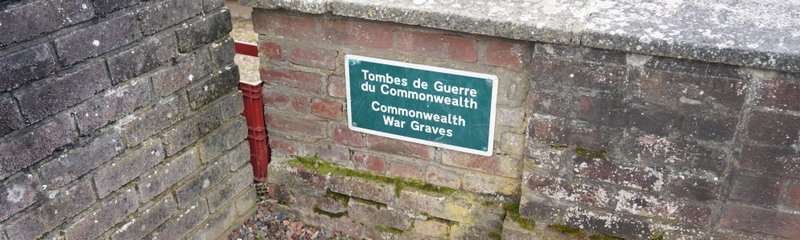 Tombes de Guerre
du Commonwealth
Commonwealth
War Graves